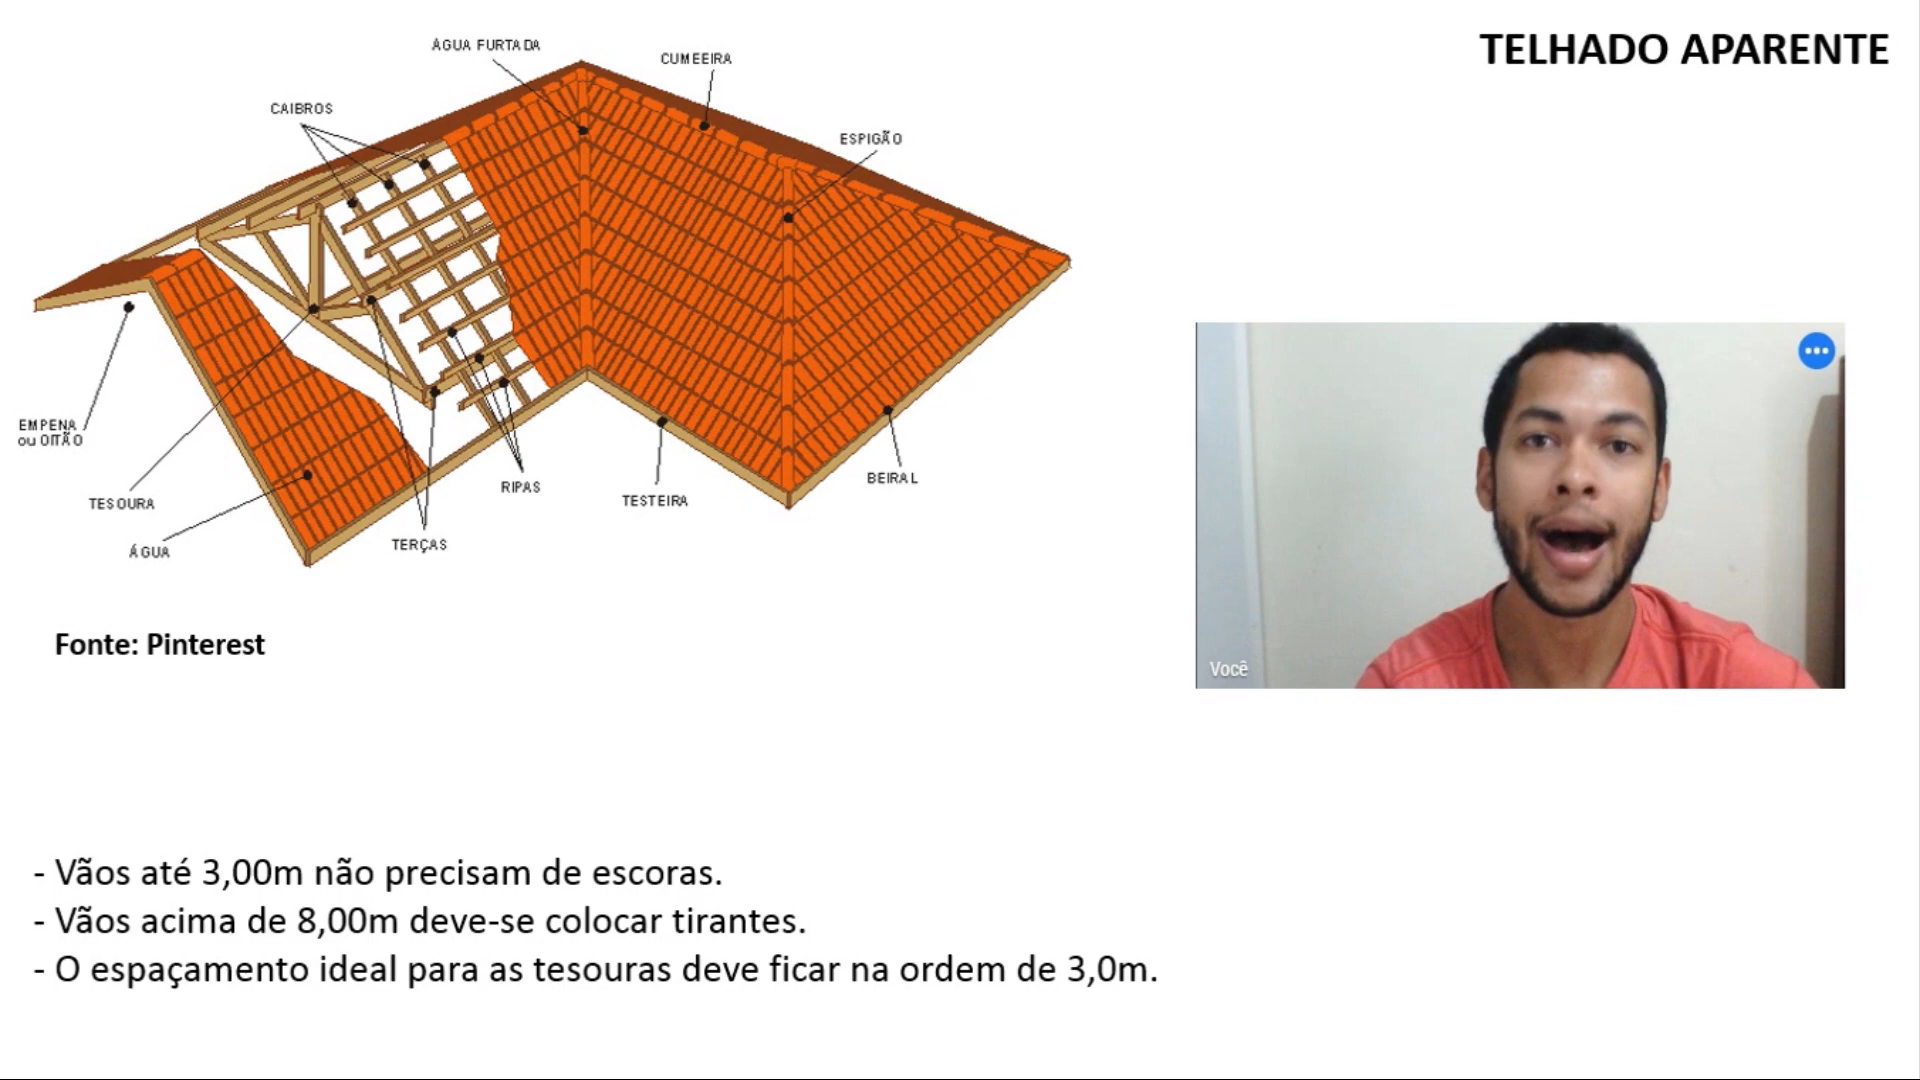 TELHADO APARENTE
ÁGUA FURTADA
CUMEEIRA
CAIBROS
ESPIGÃO
EMPENA
ou OITÃO
TESOURA
ÁGUA
TERÇAS
RIPAS
TESTEIRA
BEIRAL
Fonte: Pinterest
Você
- Vãos até 3,00m não precisam de escoras.
- Vãos acima de 8,00m deve-se colocar tirantes.
- O espaçamento ideal para as tesouras deve ficar na ordem de 3,0m.